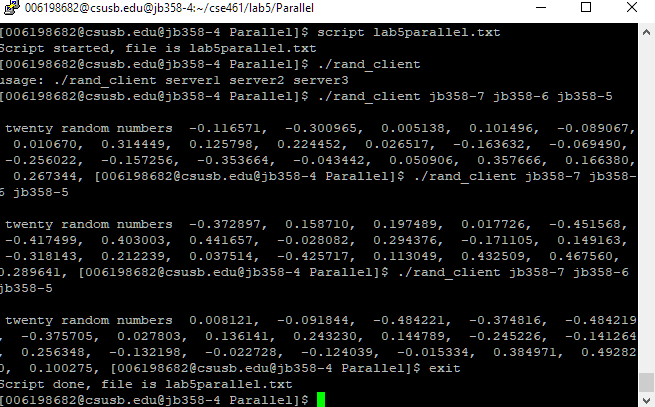 006198682@csusb.edu@jb358-4:~/cse461/lab5/Parallel
[006198682@csusb.edu@jb358-4 Parallel]$ script lab5parallel.txt
Script started, file is lab5parallel.txt
[006198682@csusb.edu@jb358-4 Parallel]$ ./rand_client
usage: ./rand_client server1 server2 server3
[006198682@csusb.edu@jb358-4 Parallel]$ ./rand_client jb358-7 jb358-6 jb358-5
twenty random numbers  -0.116571,  -0.300965,  0.005138,  0.101496,  -0.089067,
0.010670,  0.314449,  0.125798,  0.224452,  0.026517,  -0.163632,  -0.069490,
-0.256022,  -0.157256,  -0.353664,  -0.043442,  0.050906,  0.357666,  0.166380,
0.267344, [006198682@csusb.edu@jb358-4 Parallel]$ ./rand_client jb358-7 jb358-
6 jb358-5
twenty random numbers  -0.372897,  0.158710,  0.197489,  0.017726,  -0.451568,
-0.417499,  0.403003,  0.441657,  -0.028082,  0.294376,  -0.171105,  0.149163,
-0.318143,  0.212239,  0.037514,  -0.425717,  0.113049,  0.432509,  0.467560,
0.289641, [006198682@csusb.edu@jb358-4 Parallel]$ ./rand_client jb358-7 jb358-6
jb358-5
twenty random numbers  0.008121,  -0.091844,  -0.484221,  -0.374816,  -0.484219
,  -0.375705,  0.027803,  0.136141,  0.243230,  0.144789,  -0.245226,  -0.141264
,  0.256348,  -0.132198,  -0.022728,  -0.124039,  -0.015334,  0.384971,  0.49282
0,  0.100275, [006198682@csusb.edu@jb358-4 Parallel]$ exit
Script done, file is lab5parallel.txt
[006198682@csusb.edu@jb358-4 Parallel]$